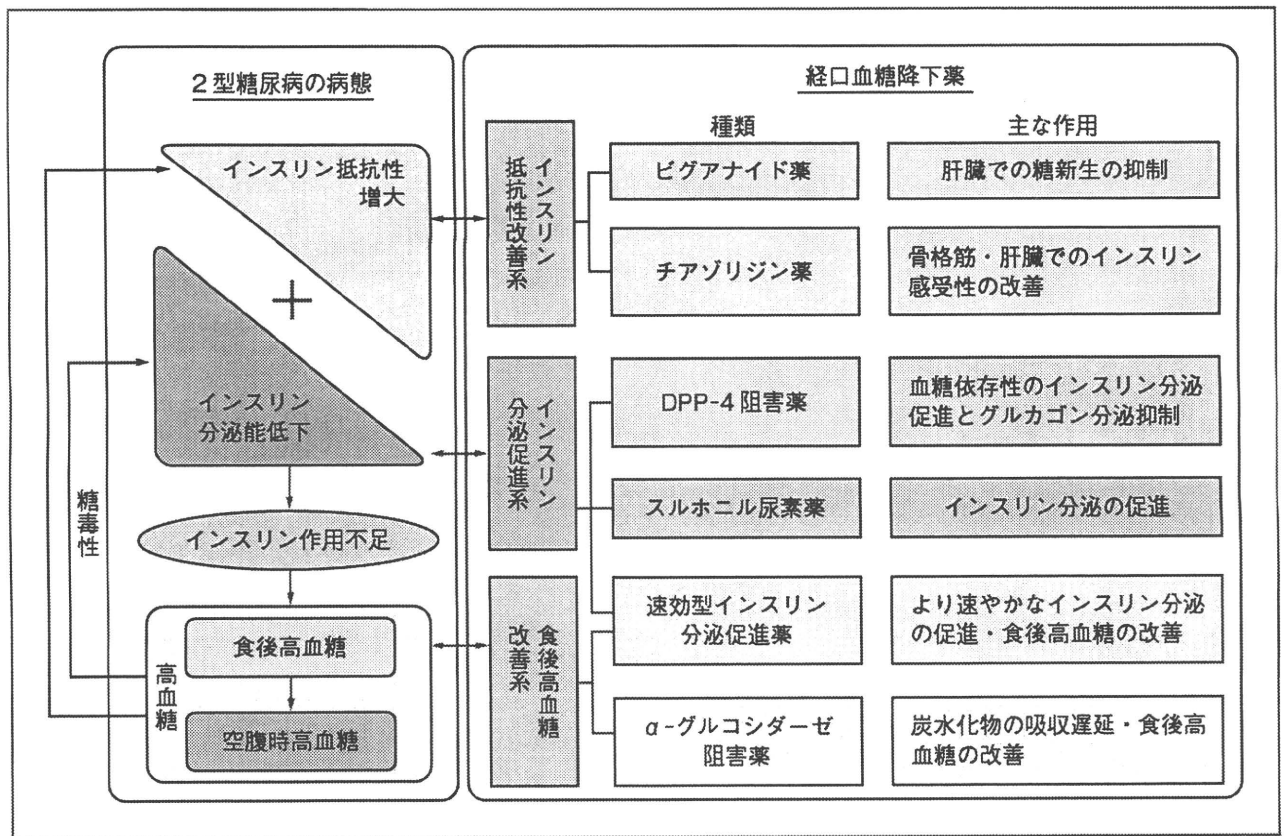 2型糖尿病の病態
インスリン抵抗性
増大
＋
インスリン
分泌能低下
インスリン作用不足
食後高血糖
空腹時高血糖
高血糖
糖毒性
経口血糖降下薬
種類
主な作用
インスリン
抵抗性改善系
ビグアナイド薬
肝臓での糖新生の抑制
チアゾリジン薬
骨格筋・肝臓でのインスリン
感受性の改善
インスリン
分泌促進系
DPP-4阻害薬
血糖依存性のインスリン分泌
促進とグルカゴン分泌抑制
スルホニル尿素薬
インスリン分泌の促進
食後高血糖
改善系
速効型インスリン
分泌促進薬
より速やかなインスリン分泌
の促進・食後高血糖の改善
α-グルコシダーゼ
阻害薬
炭水化物の吸収遅延・食後高
血糖の改善